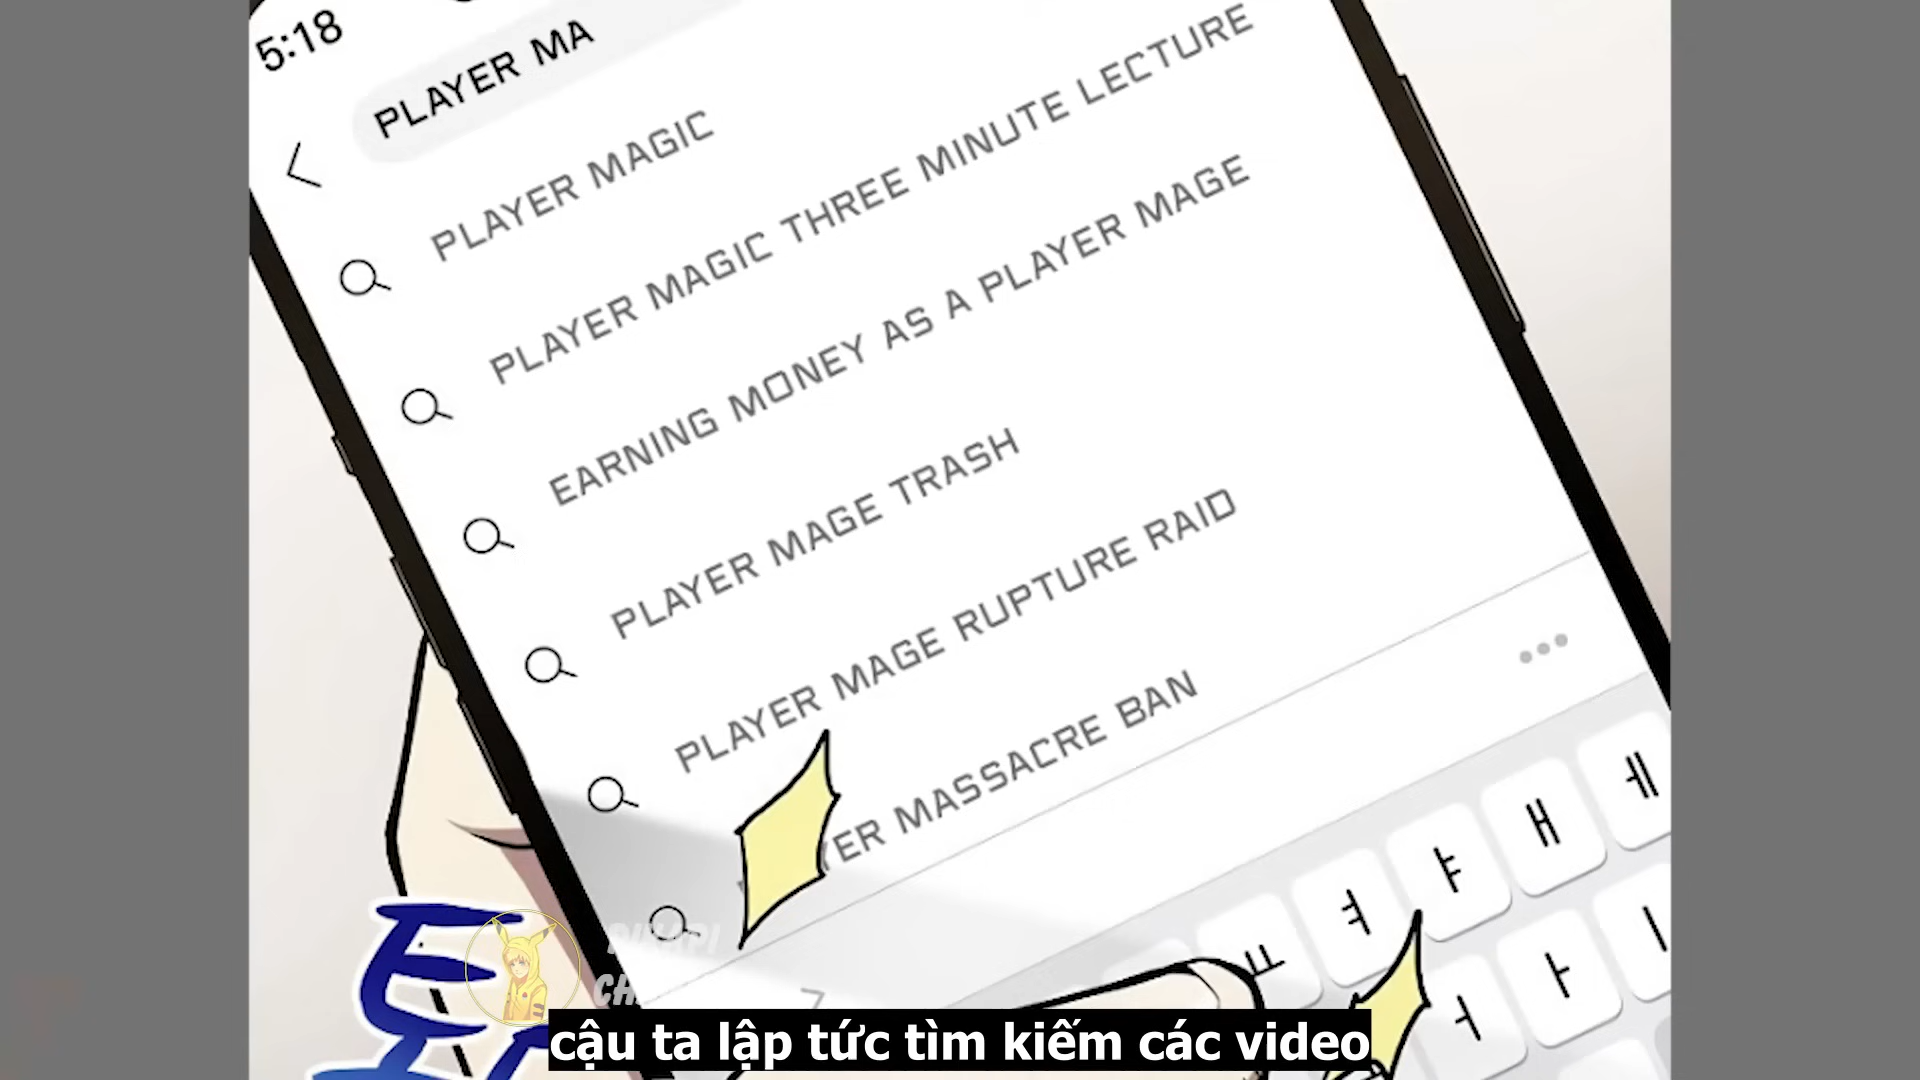 5:18
PLAYER MA
PLAYER MAGIC
PLAYER MAGIC THREE MINUTE LECTURE
EARNING MONEY AS A PLAYER MAGE
PLAYER MAGE TRASH
PLAYER MAGE RUPTURE RAID
YER MASSACRE BAN
ㅛ ㅕ ㅑ ㅐ ㅔ
ㅓ ㅏ ㅣ
cậu ta lập tức tìm kiếm các video